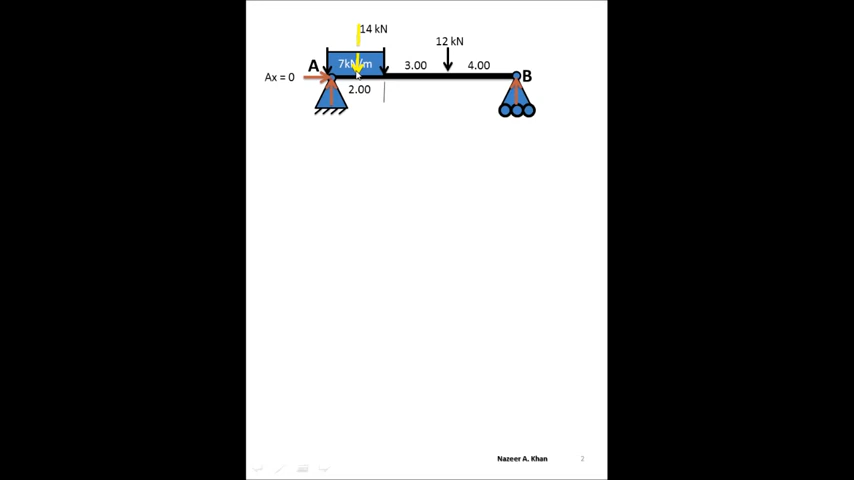 14 kN
12 kN
A
7kN/m
3.00
4.00
B
Ax = 0
2.00
Nazeer A. Khan
2